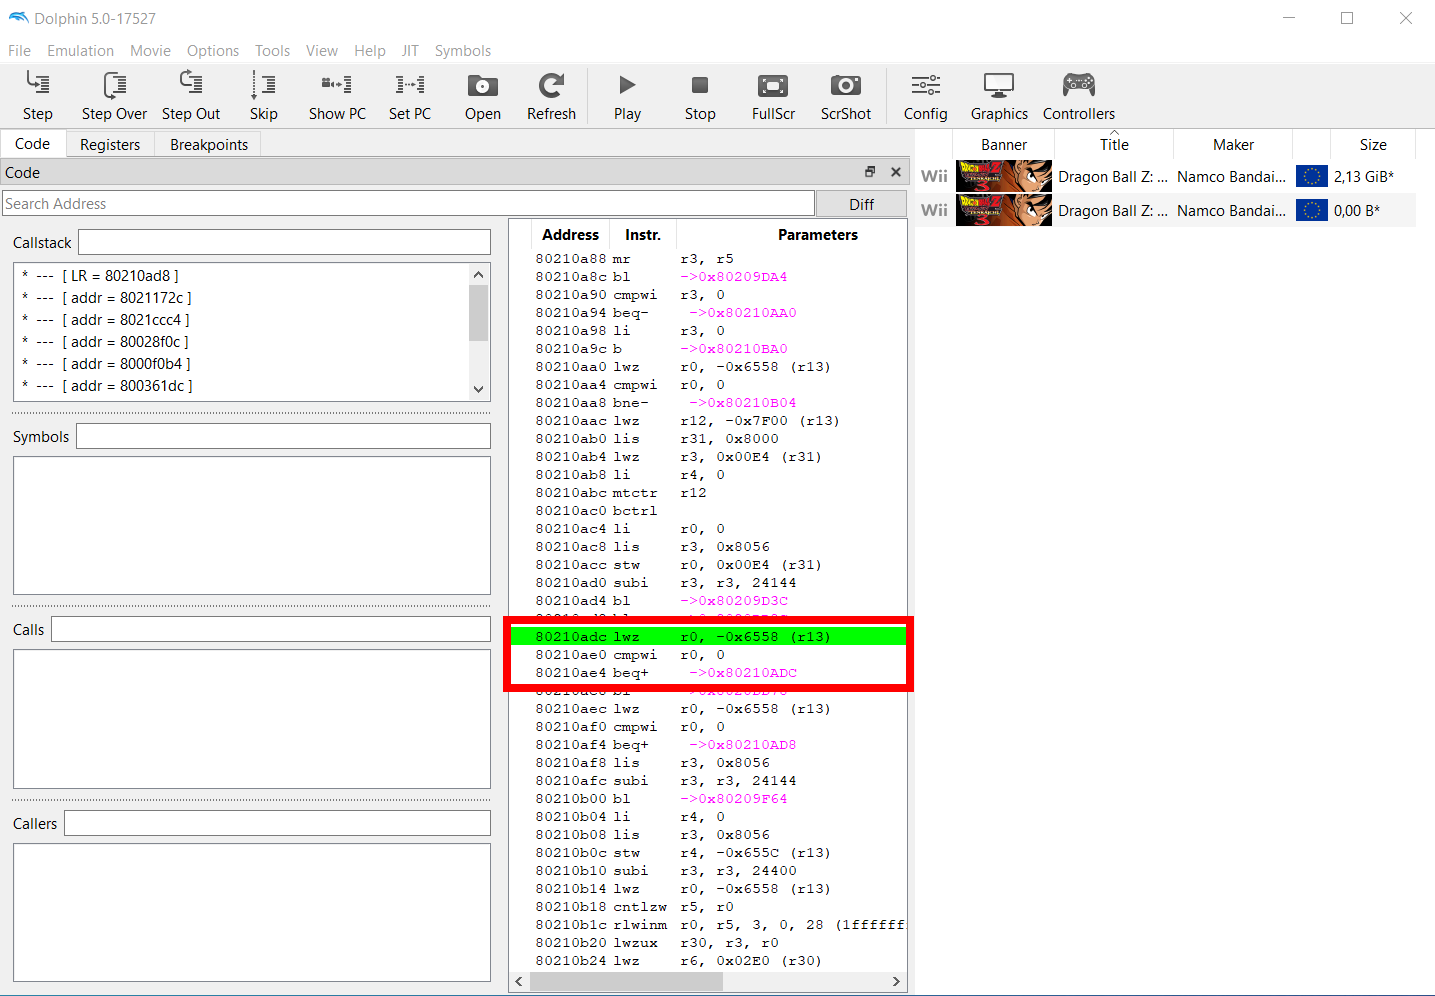 Dolphin 5.0-17527
File Emulation Movie Options Tools View Help JIT Symbols
Step Step Over Step Out Skip Show PC Set PC Open Refresh Play Stop FullScr ScrShot Config Graphics Controllers
Code Registers Breakpoints
Code
Search Address
Diff
Callstack
* --- [ LR = 80210ad8 ]
* --- [ addr = 8021172c ]
* --- [ addr = 8021ccc4 ]
* --- [ addr = 80028f0c ]
* --- [ addr = 8000f0b4 ]
* --- [ addr = 800361dc ]
Symbols
Calls
Callers
Address Instr. Parameters
80210a88 mr r3, r5
80210a8c bl ->0x80209DA4
80210a90 cmpwi r3, 0
80210a94 beq- ->0x80210AA0
80210a98 li r3, 0
80210a9c b ->0x80210BA0
80210aa0 lwz r0, -0x6558 (r13)
80210aa4 cmpwi r0, 0
80210aa8 bne- ->0x80210B04
80210aac lwz r12, -0x7F00 (r13)
80210ab0 lis r31, 0x8000
80210ab4 lwz r3, 0x00E4 (r31)
80210ab8 li r4, 0
80210abc mtctr r12
80210ac0 bctrl
80210ac4 li r0, 0
80210ac8 lis r3, 0x8056
80210acc stw r0, 0x00E4 (r31)
80210ad0 subi r3, r3, 24144
80210ad4 bl ->0x80209D3C
80210adc lwz r0, -0x6558 (r13)
80210ae0 cmpwi r0, 0
80210ae4 beq+ ->0x80210ADC
80210aec lwz r0, -0x6558 (r13)
80210af0 cmpwi r0, 0
80210af4 beq+ ->0x80210AD8
80210af8 lis r3, 0x8056
80210afc subi r3, r3, 24144
80210b00 bl ->0x80209F64
80210b04 li r4, 0
80210b08 lis r3, 0x8056
80210b0c stw r4, -0x655C (r13)
80210b10 subi r3, r3, 24400
80210b14 lwz r0, -0x6558 (r13)
80210b18 cntlzw r5, r0
80210b1c rlwinm r0, r5, 3, 0, 28 (1ffffff
80210b20 lwzux r30, r3, r0
80210b24 lwz r6, 0x02E0 (r30)
Banner Title Maker Size
Wii Dragon Ball Z: ... Namco Bandai... 2,13 GiB*
Wii Dragon Ball Z: ... Namco Bandai... 0,00 B*